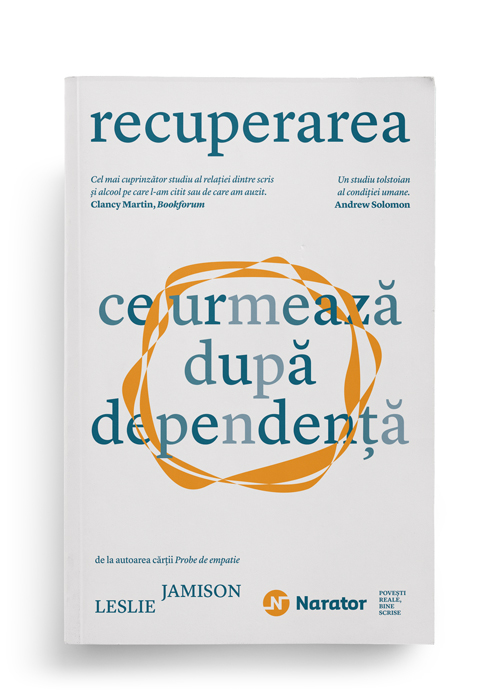 recuperarea
Cel mai cuprinzător studiu al relației dintre scris
și alcool pe care l-am citit sau de care am auzit.
Clancy Martin, Bookforum
Un studiu tolstoian
al condiției umane.
Andrew Solomon
ce urmează
după
dependență
de la autoarea cărții Probe de empatie
LESLIE JAMISON
N Narator
POVEȘTI
REALE,
BINE
SCRISE